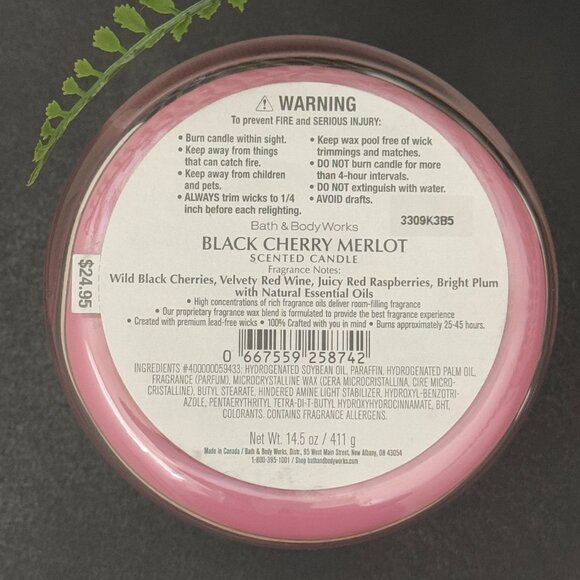 ⚠ WARNING
To prevent FIRE and SERIOUS INJURY:
• Burn candle within sight.
• Keep away from things
that can catch fire.
• Keep away from children
and pets.
• ALWAYS trim wicks to 1/4
inch before each relighting.
• Keep wax pool free of wick
trimmings and matches.
• DO NOT burn candle for more
than 4-hour intervals.
• DO NOT extinguish with water.
• AVOID drafts.
3309K3B5
Bath & Body Works
BLACK CHERRY MERLOT
SCENTED CANDLE
Fragrance Notes:
Wild Black Cherries, Velvety Red Wine, Juicy Red Raspberries, Bright Plum
with Natural Essential Oils
• High concentrations of rich fragrance oils deliver room-filling fragrance
• Our proprietary fragrance wax blend is formulated to provide the best fragrance experience
• Created with premium lead-free wicks • 100% Crafted with you in mind • Burns approximately 25-45 hours.
$24.95
0 667559 258742
INGREDIENTS #400000059433: HYDROGENATED SOYBEAN OIL, PARAFFIN, HYDROGENATED PALM OIL,
FRAGRANCE (PARFUM), MICROCRYSTALLINE WAX (CERA MICROCRISTALLINA, CIRE MICRO-
CRISTALLINE), BUTYL STEARATE, HINDERED AMINE LIGHT STABILIZER, HYDROXYL-BENZOTRI-
AZOLE, PENTAERYTHRITYL TETRA-DI-T-BUTYL HYDROXYHYDROCINNAMATE, BHT,
COLORANTS. CONTAINS FRAGRANCE ALLERGENS.
Net Wt. 14.5 oz / 411 g
Made in Canada / Bath & Body Works, Distr., 95 West Main Street, New Albany, OH 43054
1-800-395-1001 / Shop bathandbodyworks.com